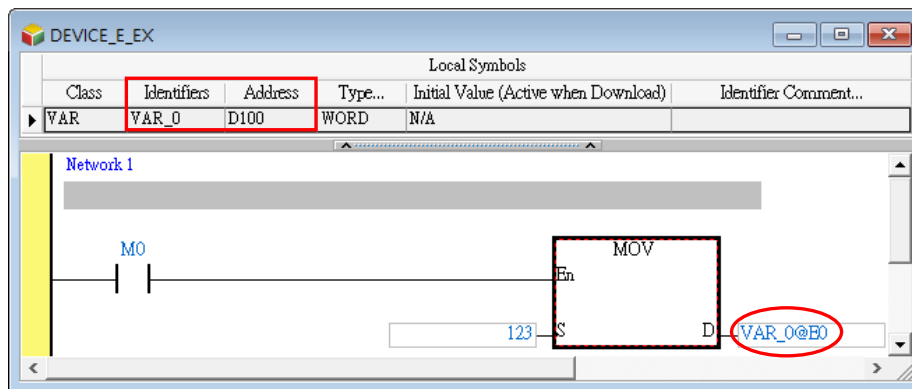 DEVICE_E_EX
Local Symbols
Class Identifiers Address Type... Initial Value (Active when Download) Identifier Comment...
VAR VAR_0 D100 WORD N/A
Network 1
M0 MOV
En
123 S D VAR_0@E0